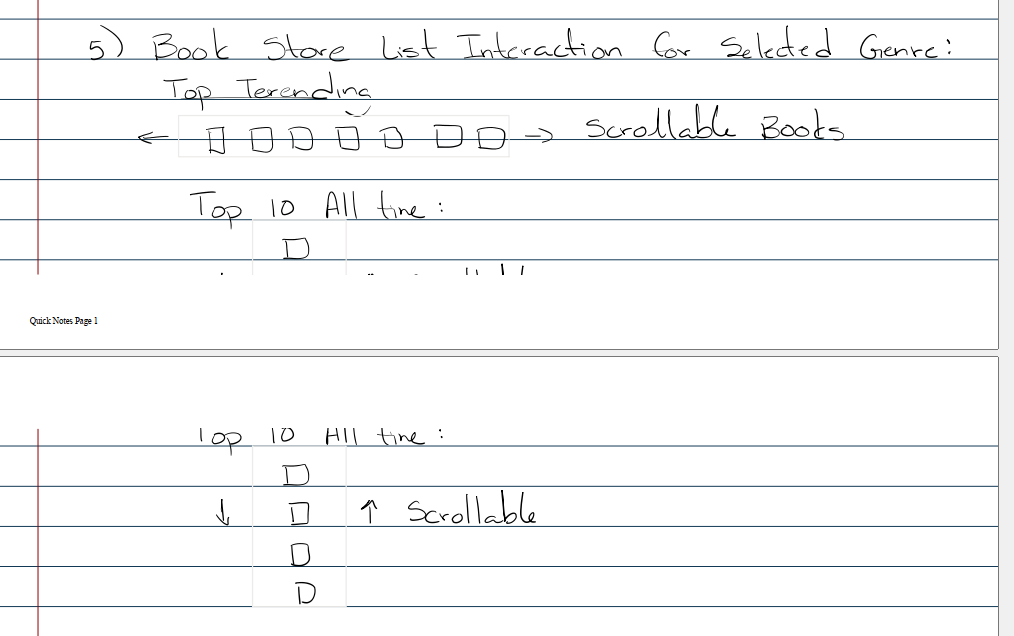 5) Book Store List Interaction for Selected Genre:
Top Terending
← → Scrollable Books
Top 10 All time:
Quick Notes Page 1
Top 10 All time:
↓ ↑ Scrollable